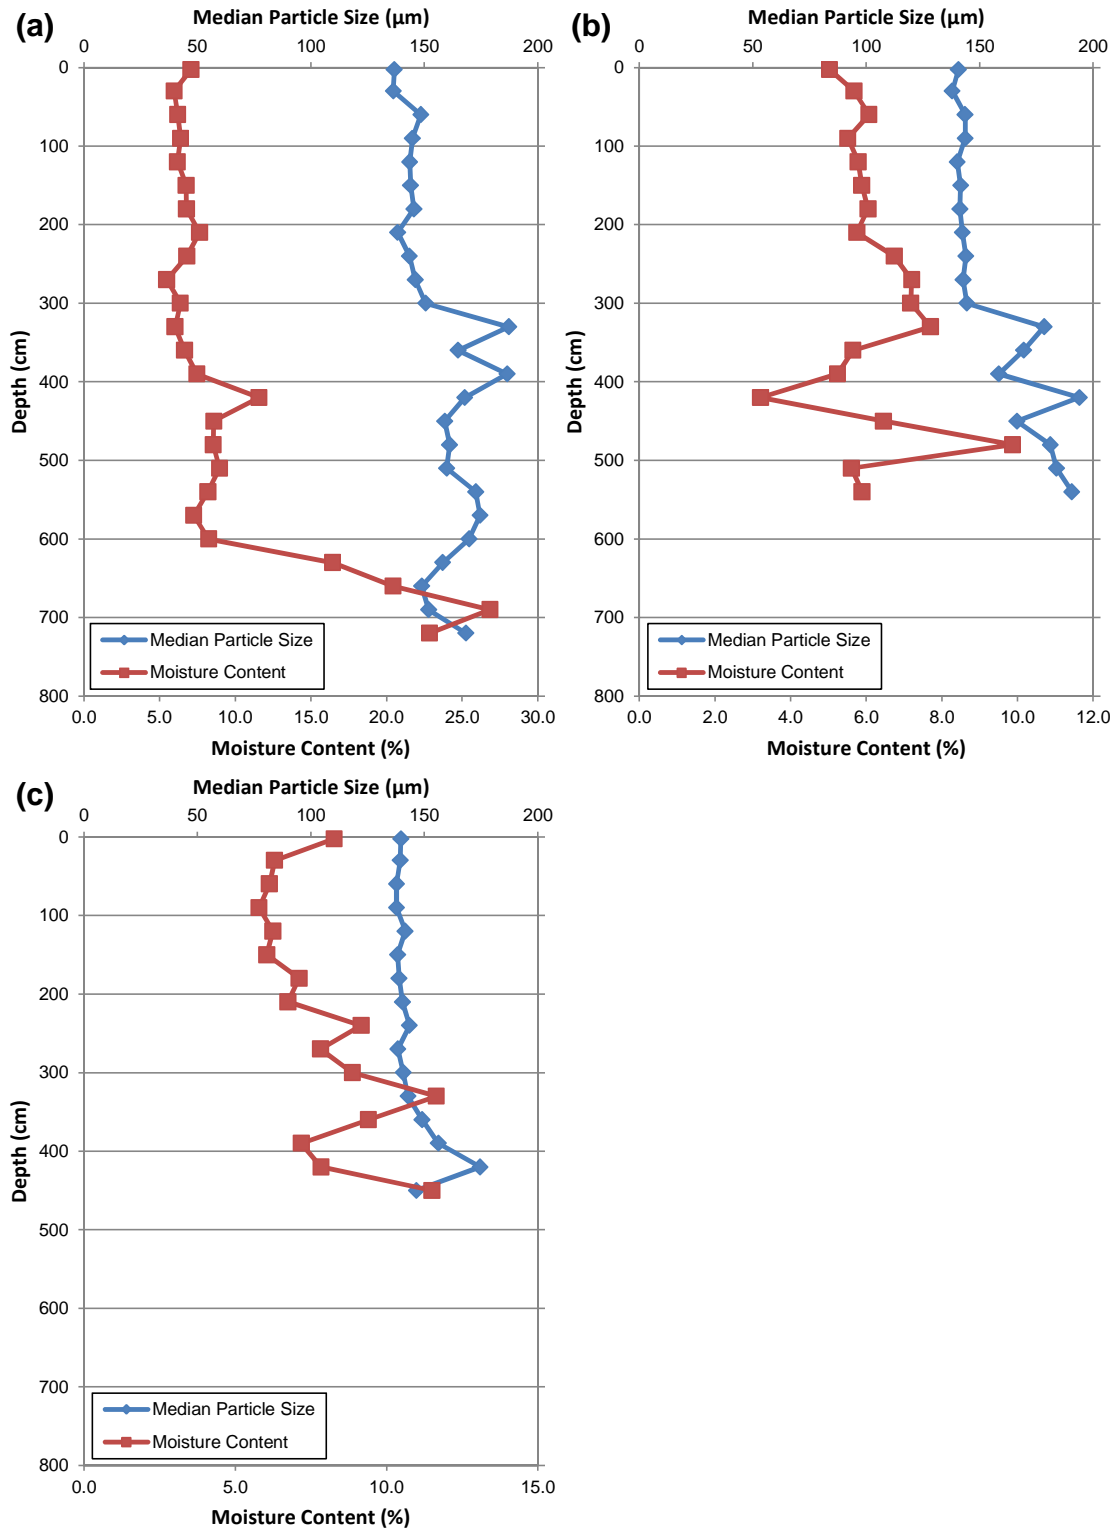 (a)
Median Particle Size (µm)
0 50 100 150 200
0
100
200
300
400
500
600
700
800
Depth (cm)
Median Particle Size
Moisture Content
0.0 5.0 10.0 15.0 20.0 25.0 30.0
Moisture Content (%)
(b)
Median Particle Size (µm)
0 50 100 150 200
0
100
200
300
400
500
600
700
800
Depth (cm)
Median Particle Size
Moisture Content
0.0 2.0 4.0 6.0 8.0 10.0 12.0
Moisture Content (%)
(c)
Median Particle Size (µm)
0 50 100 150 200
0
100
200
300
400
500
600
700
800
Depth (cm)
Median Particle Size
Moisture Content
0.0 5.0 10.0 15.0
Moisture Content (%)